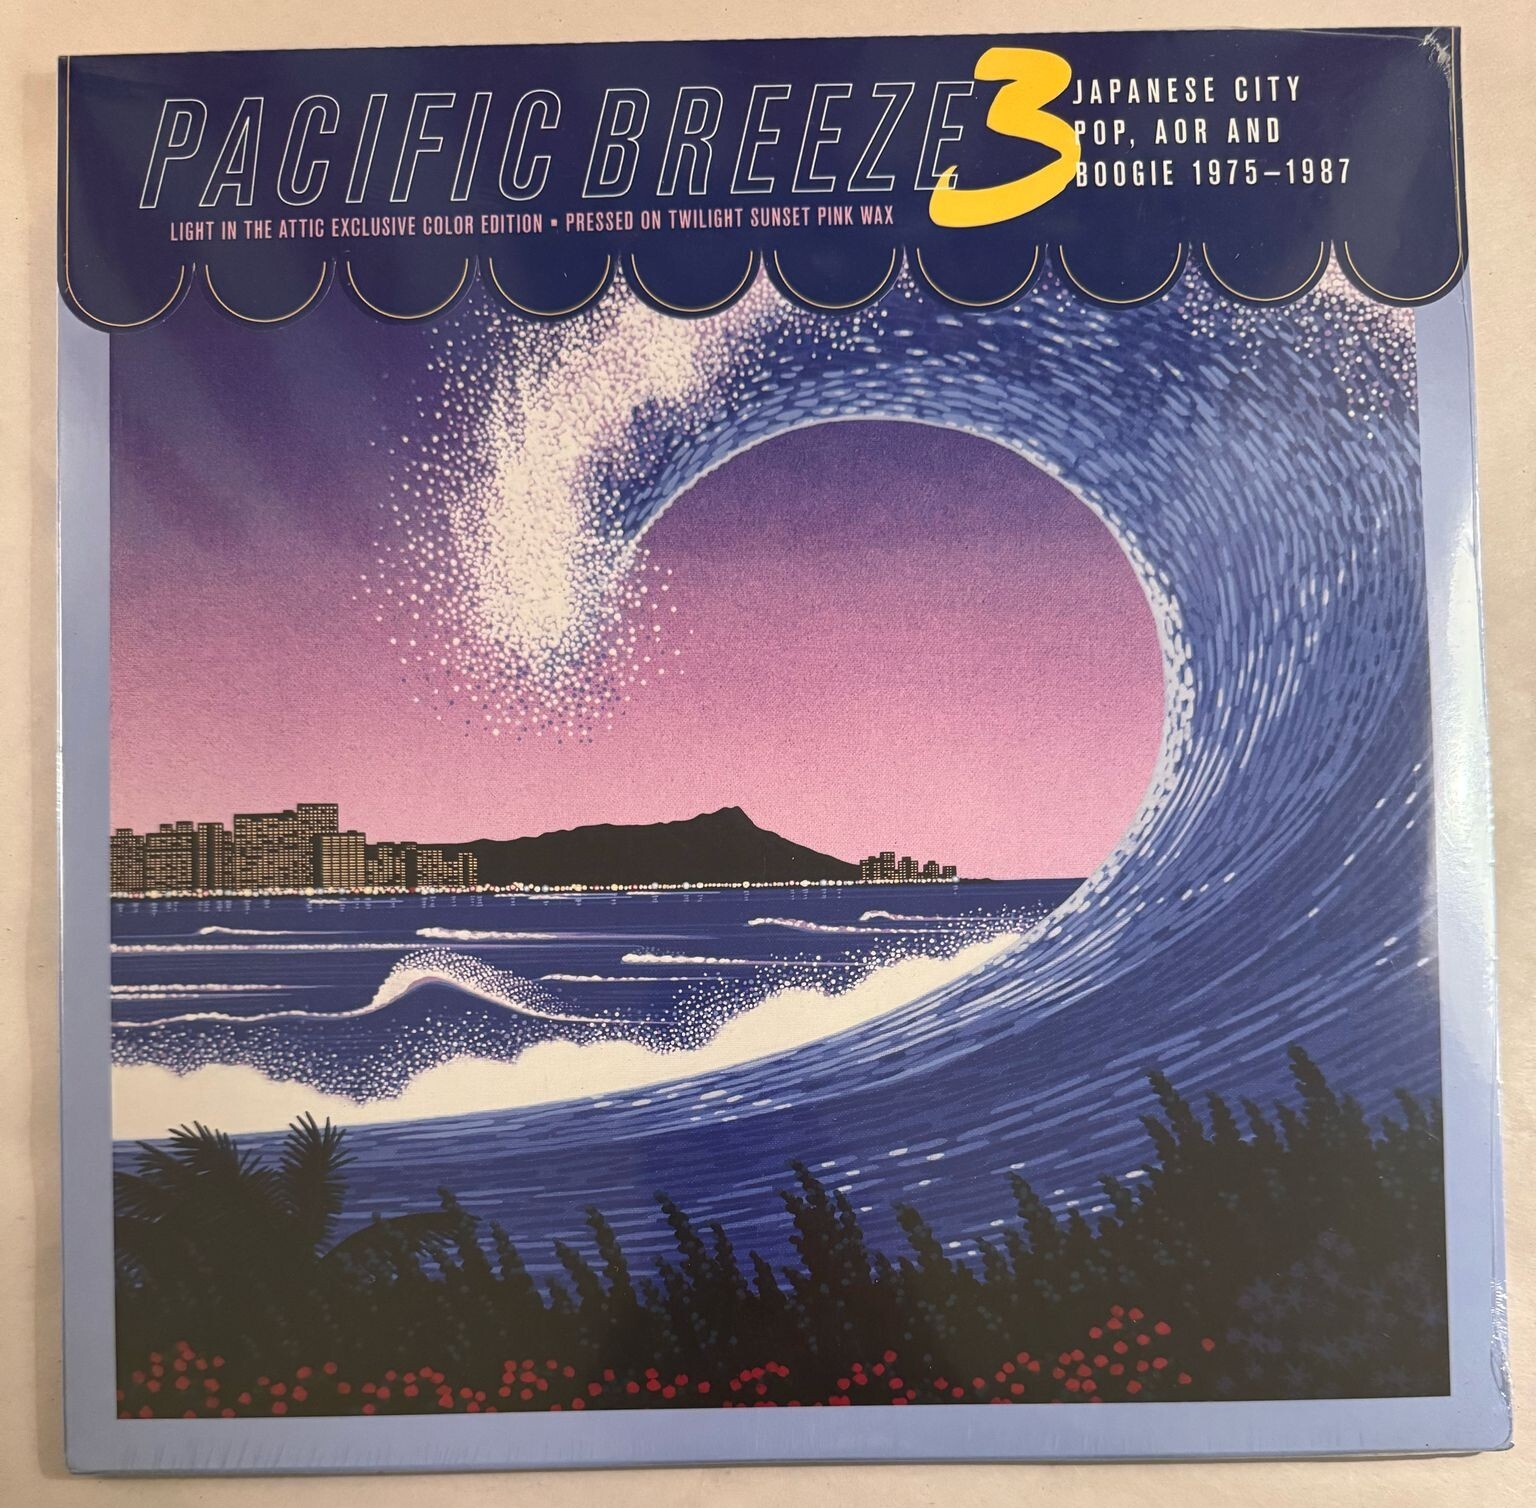 PACIFIC BREEZE 3
JAPANESE CITY
POP, AOR AND
BOOGIE 1975–1987
LIGHT IN THE ATTIC EXCLUSIVE COLOR EDITION ▪ PRESSED ON TWILIGHT SUNSET PINK WAX